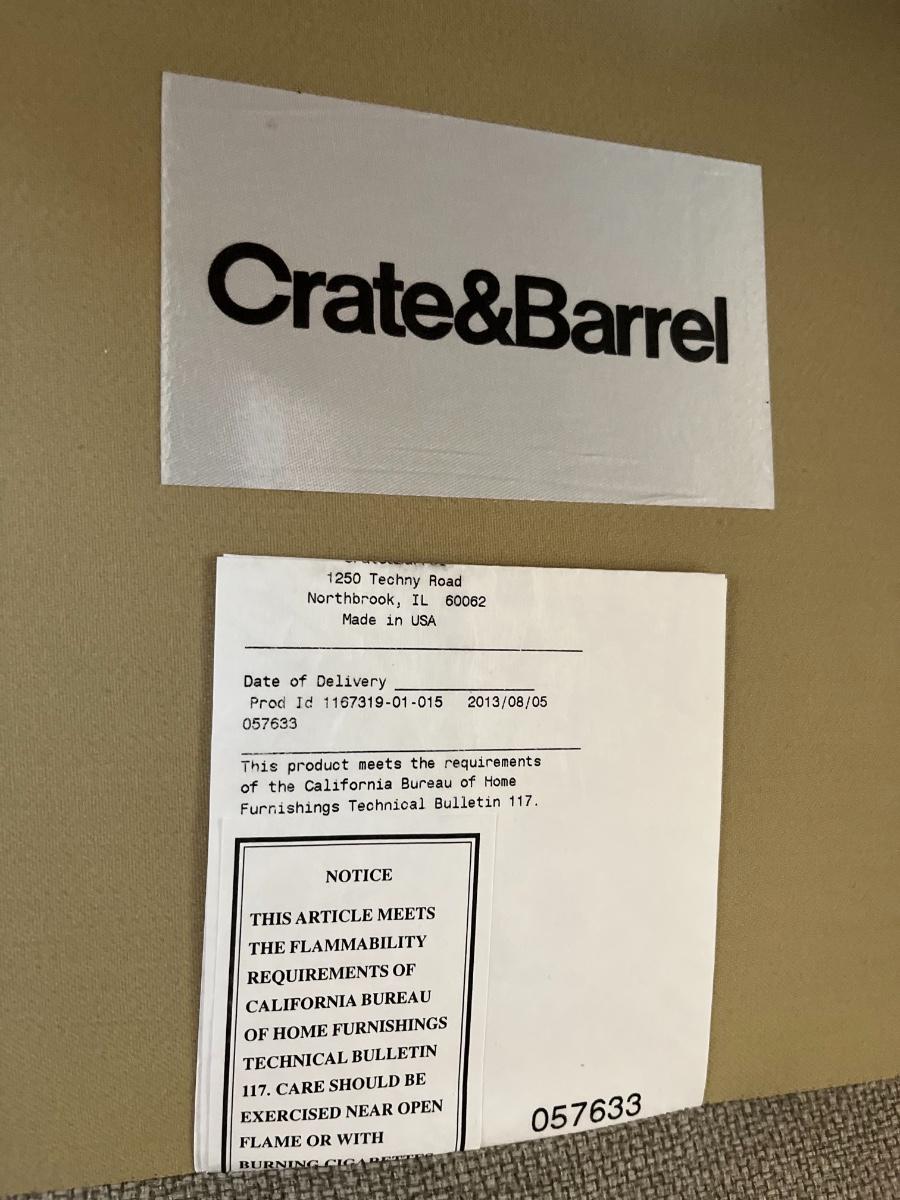 Crate&Barrel
1250 Techny Road
Northbrook, IL 60062
Made in USA
Date of Delivery
Prod Id 1167319-01-015 2013/08/05
057633
This product meets the requirements
of the California Bureau of Home
Furnishings Technical Bulletin 117.
NOTICE
THIS ARTICLE MEETS
THE FLAMMABILITY
REQUIREMENTS OF
CALIFORNIA BUREAU
OF HOME FURNISHINGS
TECHNICAL BULLETIN
117. CARE SHOULD BE
EXERCISED NEAR OPEN
FLAME OR WITH
BURNING CIGARETTES
057633